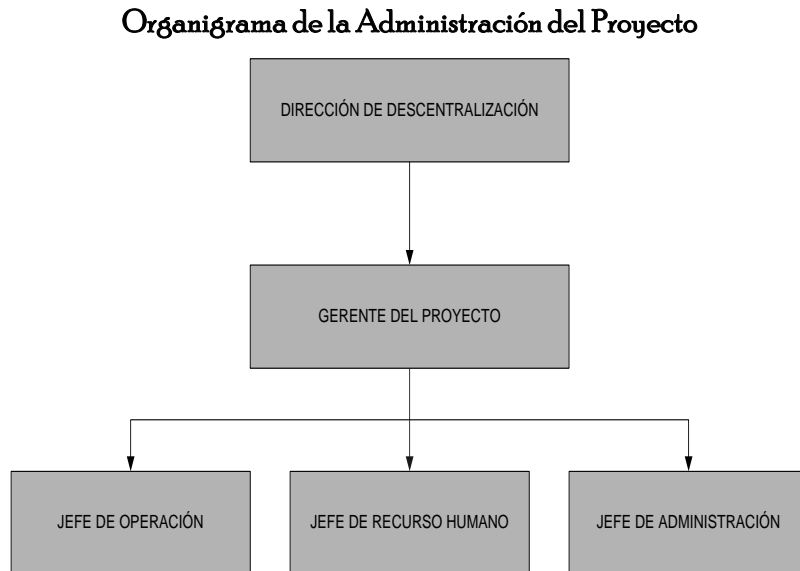 Organigrama de la Administración del Proyecto
DIRECCIÓN DE DESCENTRALIZACIÓN
GERENTE DEL PROYECTO
JEFE DE OPERACIÓN
JEFE DE RECURSO HUMANO
JEFE DE ADMINISTRACIÓN